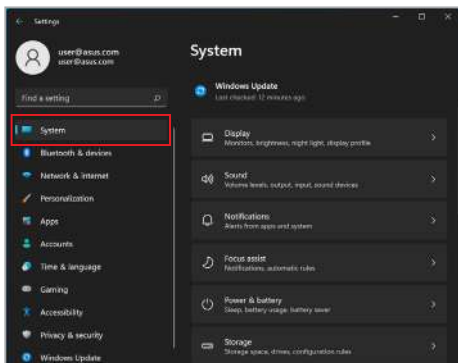 Settings
user@asus.com
user@asus.com
Find a setting
System
Bluetooth & devices
Network & internet
Personalization
Apps
Accounts
Time & language
Gaming
Accessibility
Privacy & security
Windows Update
System
Windows Update
Last checked: 12 minutes ago
Display
Monitors, brightness, night light, display profile
Sound
Volume levels, output, input, sound devices
Notifications
Alerts from apps and system
Focus assist
Notifications, automatic rules
Power & battery
Sleep, battery usage, battery saver
Storage
Storage space, drives, configuration rules